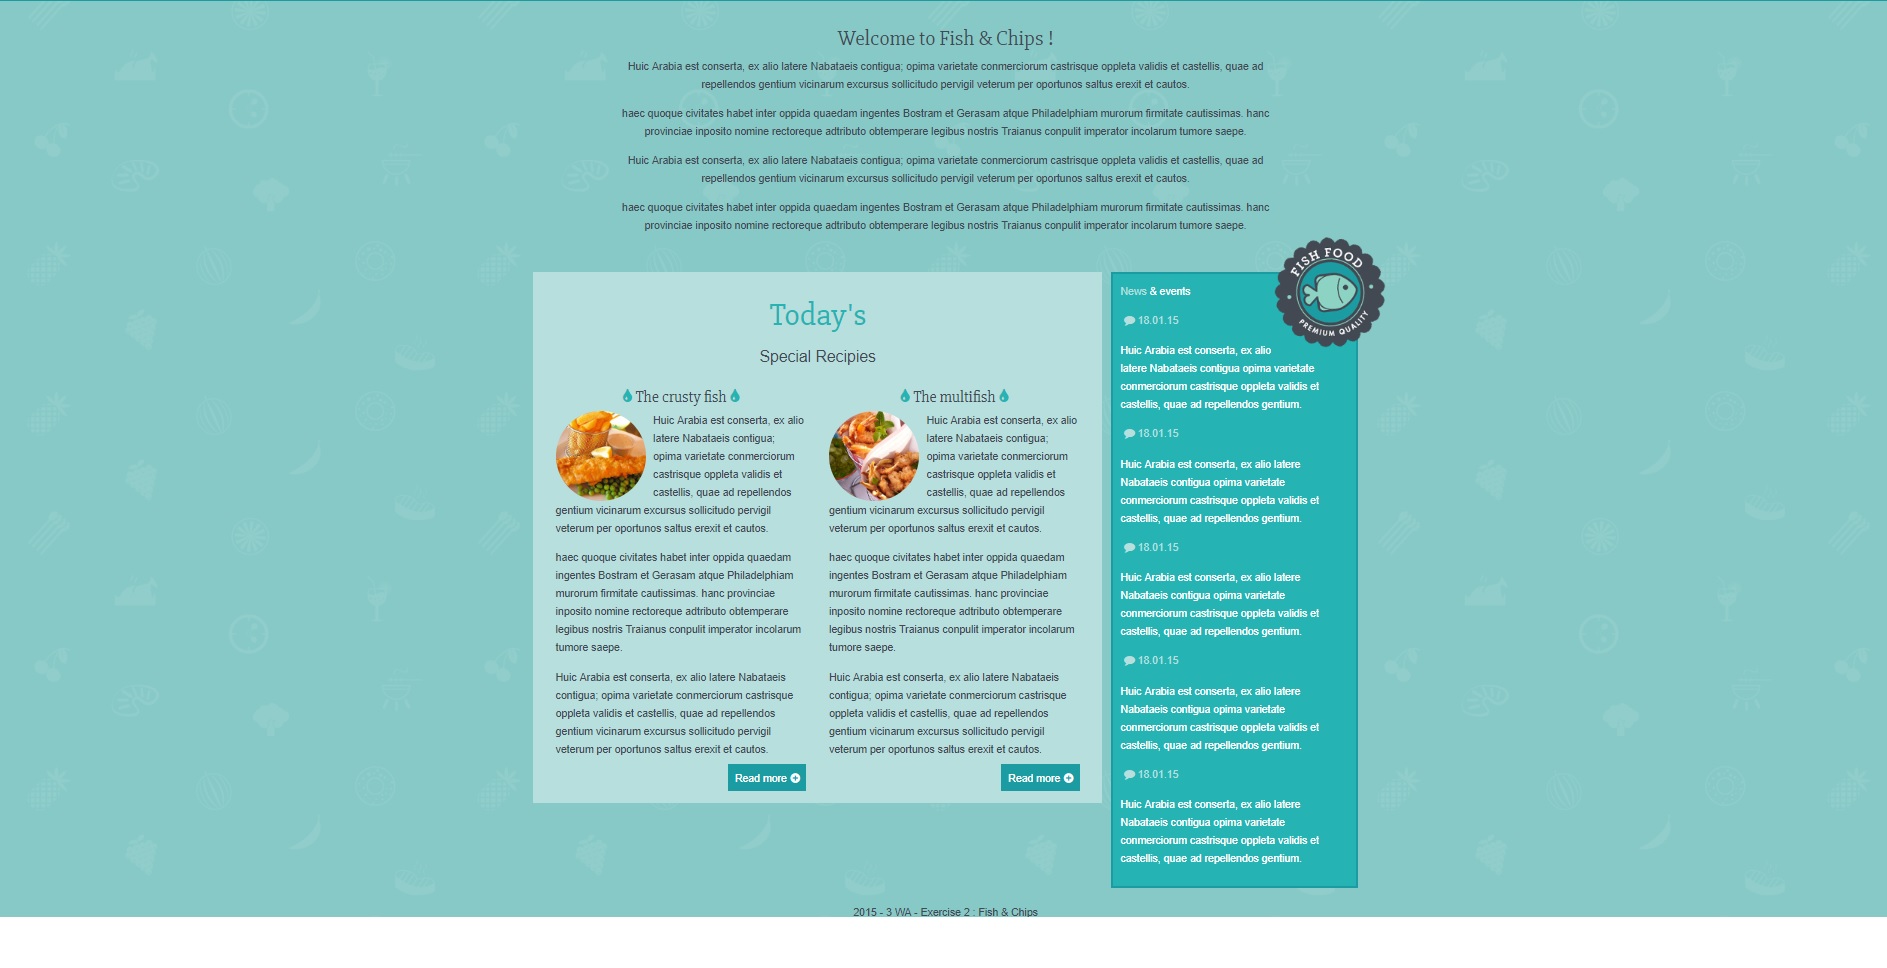 Welcome to Fish & Chips !
Huic Arabia est conserta, ex alio latere Nabataeis contigua; opima varietate conmerciorum castrisque oppleta validis et castellis, quae ad
repellendos gentium vicinarum excursus sollicitudo pervigil veterum per oportunos saltus erexit et cautos.
haec quoque civitates habet inter oppida quaedam ingentes Bostram et Gerasam atque Philadelphiam murorum firmitate cautissimas. hanc
provinciae inposito nomine rectoreque adtributo obtemperare legibus nostris Traianus conpulit imperator incolarum tumore saepe.
Huic Arabia est conserta, ex alio latere Nabataeis contigua; opima varietate conmerciorum castrisque oppleta validis et castellis, quae ad
repellendos gentium vicinarum excursus sollicitudo pervigil veterum per oportunos saltus erexit et cautos.
haec quoque civitates habet inter oppida quaedam ingentes Bostram et Gerasam atque Philadelphiam murorum firmitate cautissimas. hanc
provinciae inposito nomine rectoreque adtributo obtemperare legibus nostris Traianus conpulit imperator incolarum tumore saepe.
Today's
Special Recipies
The crusty fish
Huic Arabia est conserta, ex alio
latere Nabataeis contigua;
opima varietate conmerciorum
castrisque oppleta validis et
castellis, quae ad repellendos
gentium vicinarum excursus sollicitudo pervigil
veterum per oportunos saltus erexit et cautos.
haec quoque civitates habet inter oppida quaedam
ingentes Bostram et Gerasam atque Philadelphiam
murorum firmitate cautissimas. hanc provinciae
inposito nomine rectoreque adtributo obtemperare
legibus nostris Traianus conpulit imperator incolarum
tumore saepe.
Huic Arabia est conserta, ex alio latere Nabataeis
contigua; opima varietate conmerciorum castrisque
oppleta validis et castellis, quae ad repellendos
gentium vicinarum excursus sollicitudo pervigil
veterum per oportunos saltus erexit et cautos.
Read more
The multifish
Huic Arabia est conserta, ex alio
latere Nabataeis contigua;
opima varietate conmerciorum
castrisque oppleta validis et
castellis, quae ad repellendos
gentium vicinarum excursus sollicitudo pervigil
veterum per oportunos saltus erexit et cautos.
haec quoque civitates habet inter oppida quaedam
ingentes Bostram et Gerasam atque Philadelphiam
murorum firmitate cautissimas. hanc provinciae
inposito nomine rectoreque adtributo obtemperare
legibus nostris Traianus conpulit imperator incolarum
tumore saepe.
Huic Arabia est conserta, ex alio latere Nabataeis
contigua; opima varietate conmerciorum castrisque
oppleta validis et castellis, quae ad repellendos
gentium vicinarum excursus sollicitudo pervigil
veterum per oportunos saltus erexit et cautos.
Read more
FISH FOOD
PREMIUM QUALITY
News & events
18.01.15
Huic Arabia est conserta, ex alio
latere Nabataeis contigua opima varietate
conmerciorum castrisque oppleta validis et
castellis, quae ad repellendos gentium.
18.01.15
Huic Arabia est conserta, ex alio latere
Nabataeis contigua opima varietate
conmerciorum castrisque oppleta validis et
castellis, quae ad repellendos gentium.
18.01.15
Huic Arabia est conserta, ex alio latere
Nabataeis contigua opima varietate
conmerciorum castrisque oppleta validis et
castellis, quae ad repellendos gentium.
18.01.15
Huic Arabia est conserta, ex alio latere
Nabataeis contigua opima varietate
conmerciorum castrisque oppleta validis et
castellis, quae ad repellendos gentium.
18.01.15
Huic Arabia est conserta, ex alio latere
Nabataeis contigua opima varietate
conmerciorum castrisque oppleta validis et
castellis, quae ad repellendos gentium.
2015 - 3 WA - Exercise 2 : Fish & Chips